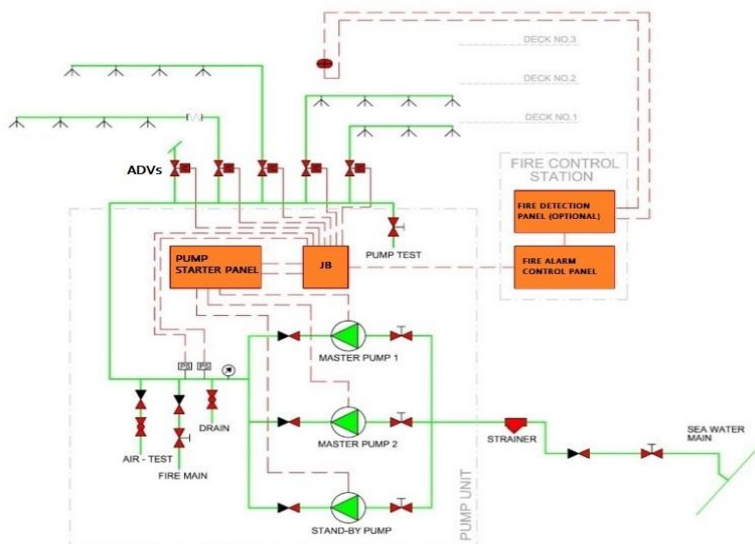 DECK NO.3
DECK NO.2
DECK NO.1
ADVs
FIRE CONTROL
STATION
FIRE DETECTION
PANEL (OPTIONAL)
PUMP TEST
PUMP
STARTER PANEL
JB
FIRE ALARM
CONTROL PANEL
PS
PS
MASTER PUMP 1
DRAIN
MASTER PUMP 2
STRAINER
SEA WATER
MAIN
AIR - TEST
FIRE MAIN
STAND-BY PUMP
PUMP UNIT